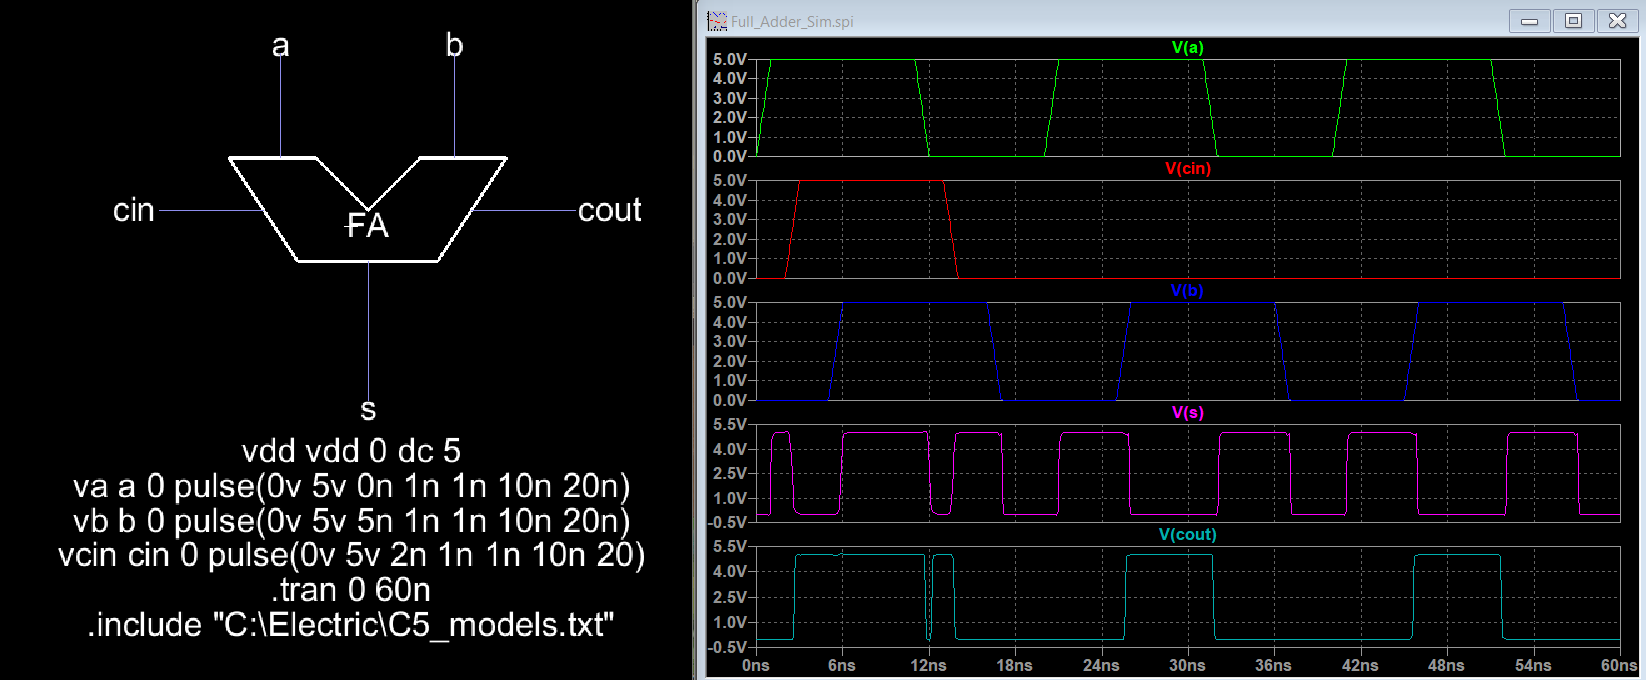 a
b
cin
FA
cout
s
vdd vdd 0 dc 5
va a 0 pulse(0v 5v 0n 1n 1n 10n 20n)
vb b 0 pulse(0v 5v 5n 1n 1n 10n 20n)
vcin cin 0 pulse(0v 5v 2n 1n 1n 10n 20)
.tran 0 60n
.include "C:\Electric\C5_models.txt"
Full_Adder_Sim.spi
V(a)
5.0V
4.0V
3.0V
2.0V
1.0V
0.0V
V(cin)
5.0V
4.0V
3.0V
2.0V
1.0V
0.0V
V(b)
5.0V
4.0V
3.0V
2.0V
1.0V
0.0V
V(s)
5.5V
4.0V
2.5V
1.0V
-0.5V
V(cout)
5.5V
4.0V
2.5V
1.0V
-0.5V
0ns 6ns 12ns 18ns 24ns 30ns 36ns 42ns 48ns 54ns 60ns